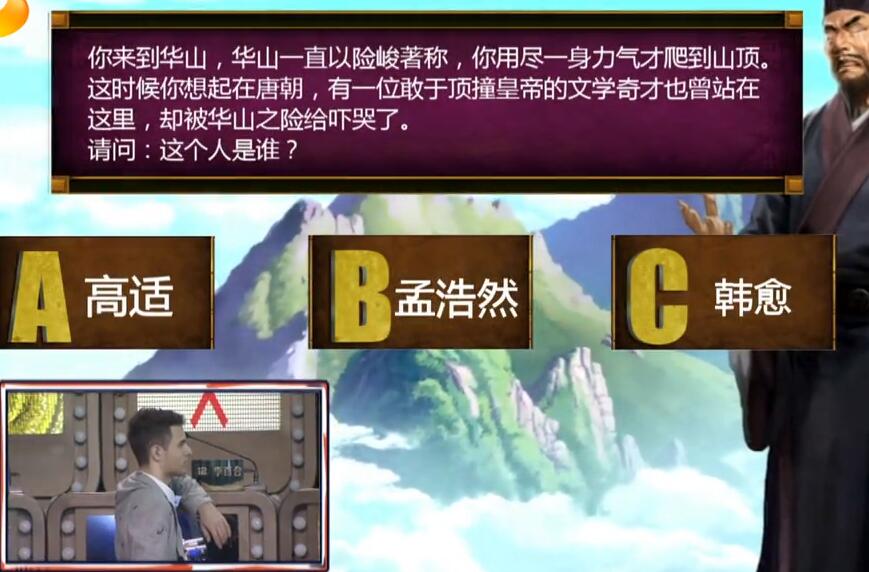 你来到华山，华山一直以险峻著称，你用尽一身力气才爬到山顶。
这时候你想起在唐朝，有一位敢于顶撞皇帝的文学奇才也曾站在
这里，却被华山之险给吓哭了。
请问：这个人是谁？
A 高适
B 孟浩然
C 韩愈